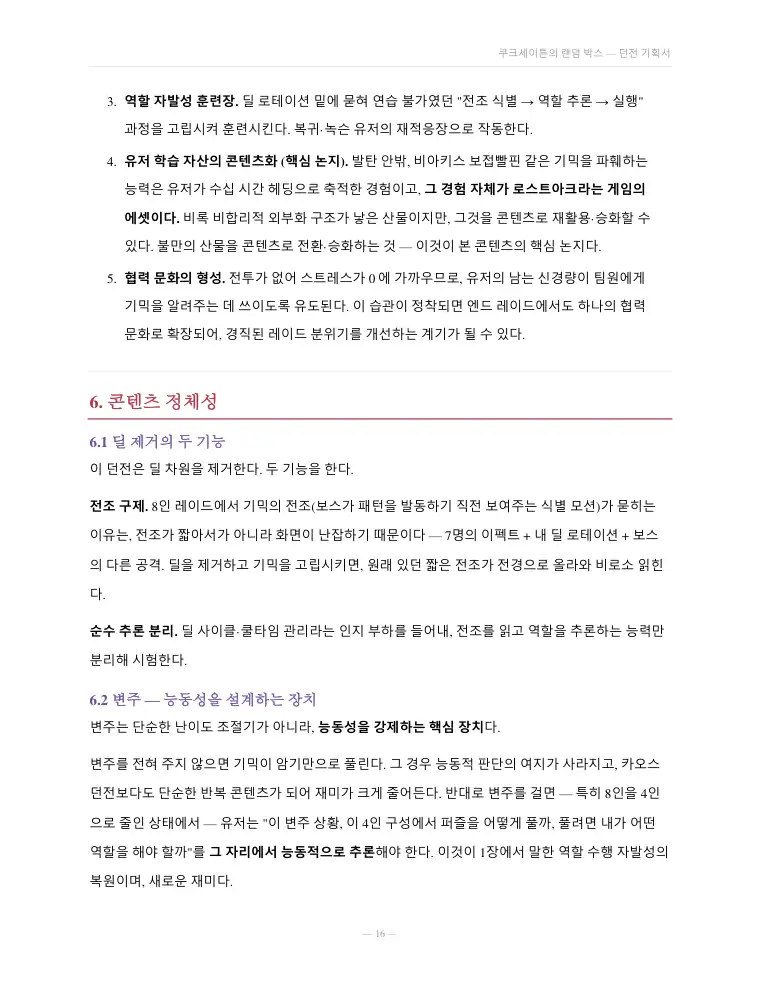 쿠크세이튼의 랜덤 박스 — 던전 기획서
3. 역할 자발성 훈련장. 딜 로테이션 밑에 묻혀 연습 불가였던 "전조 식별 → 역할 추론 → 실행"
과정을 고립시켜 훈련시킨다. 복귀·녹슨 유저의 재적응장으로 작동한다.
4. 유저 학습 자산의 콘텐츠화 (핵심 논지). 발탄 안밖, 비아키스 보접빨핀 같은 기믹을 파훼하는
능력은 유저가 수십 시간 헤딩으로 축적한 경험이고, 그 경험 자체가 로스트아크라는 게임의
에셋이다. 비록 비합리적 외부화 구조가 낳은 산물이지만, 그것을 콘텐츠로 재활용·승화할 수
있다. 불만의 산물을 콘텐츠로 전환·승화하는 것 — 이것이 본 콘텐츠의 핵심 논지다.
5. 협력 문화의 형성. 전투가 없어 스트레스가 0 에 가까우므로, 유저의 남는 신경량이 팀원에게
기믹을 알려주는 데 쓰이도록 유도된다. 이 습관이 정착되면 엔드 레이드에서도 하나의 협력
문화로 확장되어, 경직된 레이드 분위기를 개선하는 계기가 될 수 있다.
6. 콘텐츠 정체성
6.1 딜 제거의 두 기능
이 던전은 딜 차원을 제거한다. 두 기능을 한다.
전조 구제. 8인 레이드에서 기믹의 전조(보스가 패턴을 발동하기 직전 보여주는 식별 모션)가 묻히는
이유는, 전조가 짧아서가 아니라 화면이 난잡하기 때문이다 — 7명의 이펙트 + 내 딜 로테이션 + 보스
의 다른 공격. 딜을 제거하고 기믹을 고립시키면, 원래 있던 짧은 전조가 전경으로 올라와 비로소 읽힌
다.
순수 추론 분리. 딜 사이클·쿨타임 관리라는 인지 부하를 들어내, 전조를 읽고 역할을 추론하는 능력만
분리해 시험한다.
6.2 변주 — 능동성을 설계하는 장치
변주는 단순한 난이도 조절기가 아니라, 능동성을 강제하는 핵심 장치다.
변주를 전혀 주지 않으면 기믹이 암기만으로 풀린다. 그 경우 능동적 판단의 여지가 사라지고, 카오스
던전보다도 단순한 반복 콘텐츠가 되어 재미가 크게 줄어든다. 반대로 변주를 걸면 — 특히 8인을 4인
으로 줄인 상태에서 — 유저는 "이 변주 상황, 이 4인 구성에서 퍼즐을 어떻게 풀까, 풀려면 내가 어떤
역할을 해야 할까"를 그 자리에서 능동적으로 추론해야 한다. 이것이 1장에서 말한 역할 수행 자발성의
복원이며, 새로운 재미다.
— 16 —